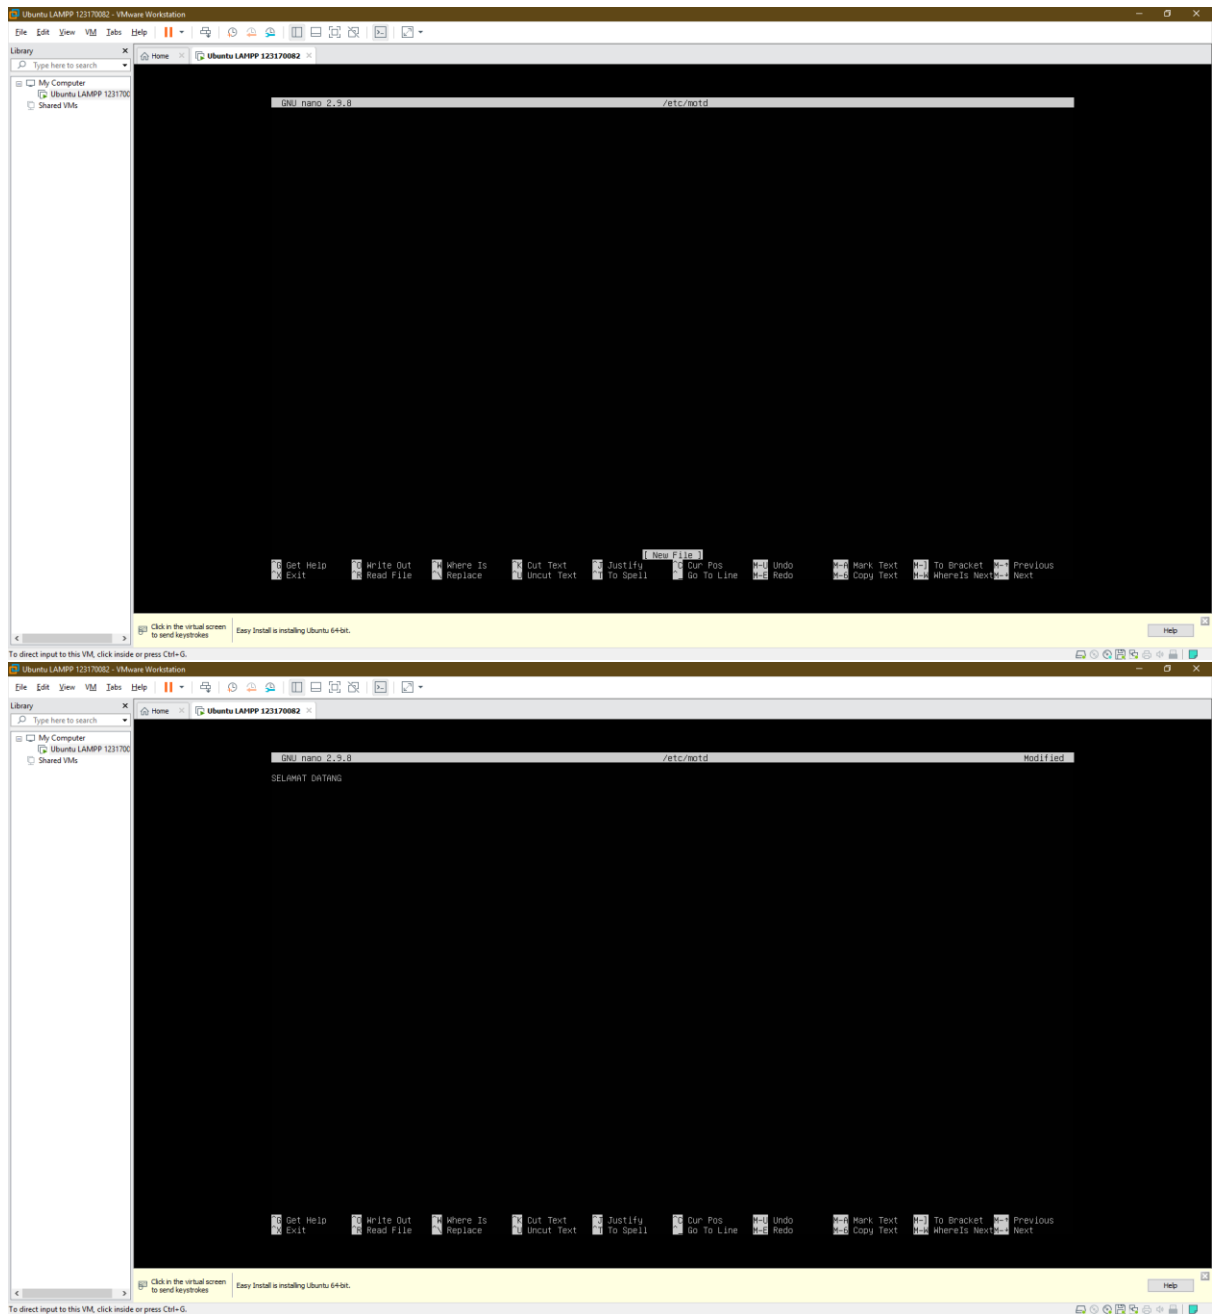 Ubuntu LAMPP 123170082 - VMware Workstation
File Edit View VM Tabs Help
Library
Home Ubuntu LAMPP 123170082
Type here to search
My Computer
Ubuntu LAMPP 1231700
Shared VMs
GNU nano 2.9.8 /etc/motd
[ New File ]
^G Get Help ^O Write Out ^W Where Is ^K Cut Text ^J Justify ^C Cur Pos M-U Undo M-A Mark Text M-] To Bracket M-↑ Previous
^X Exit ^R Read File ^\ Replace ^U Uncut Text ^T To Spell ^_ Go To Line M-E Redo M-6 Copy Text M-W WhereIs Next Next
Click in the virtual screen
to send keystrokes
Easy Install is installing Ubuntu 64-bit.
Help
To direct input to this VM, click inside or press Ctrl+G.
Ubuntu LAMPP 123170082 - VMware Workstation
File Edit View VM Tabs Help
Library
Home Ubuntu LAMPP 123170082
Type here to search
My Computer
Ubuntu LAMPP 1231700
Shared VMs
GNU nano 2.9.8 /etc/motd Modified
SELAMAT DATANG
^G Get Help ^O Write Out ^W Where Is ^K Cut Text ^J Justify ^C Cur Pos M-U Undo M-A Mark Text M-] To Bracket M-↑ Previous
^X Exit ^R Read File ^\ Replace ^U Uncut Text ^T To Spell ^_ Go To Line M-E Redo M-6 Copy Text M-W WhereIs Next Next
Click in the virtual screen
to send keystrokes
Easy Install is installing Ubuntu 64-bit.
Help
To direct input to this VM, click inside or press Ctrl+G.